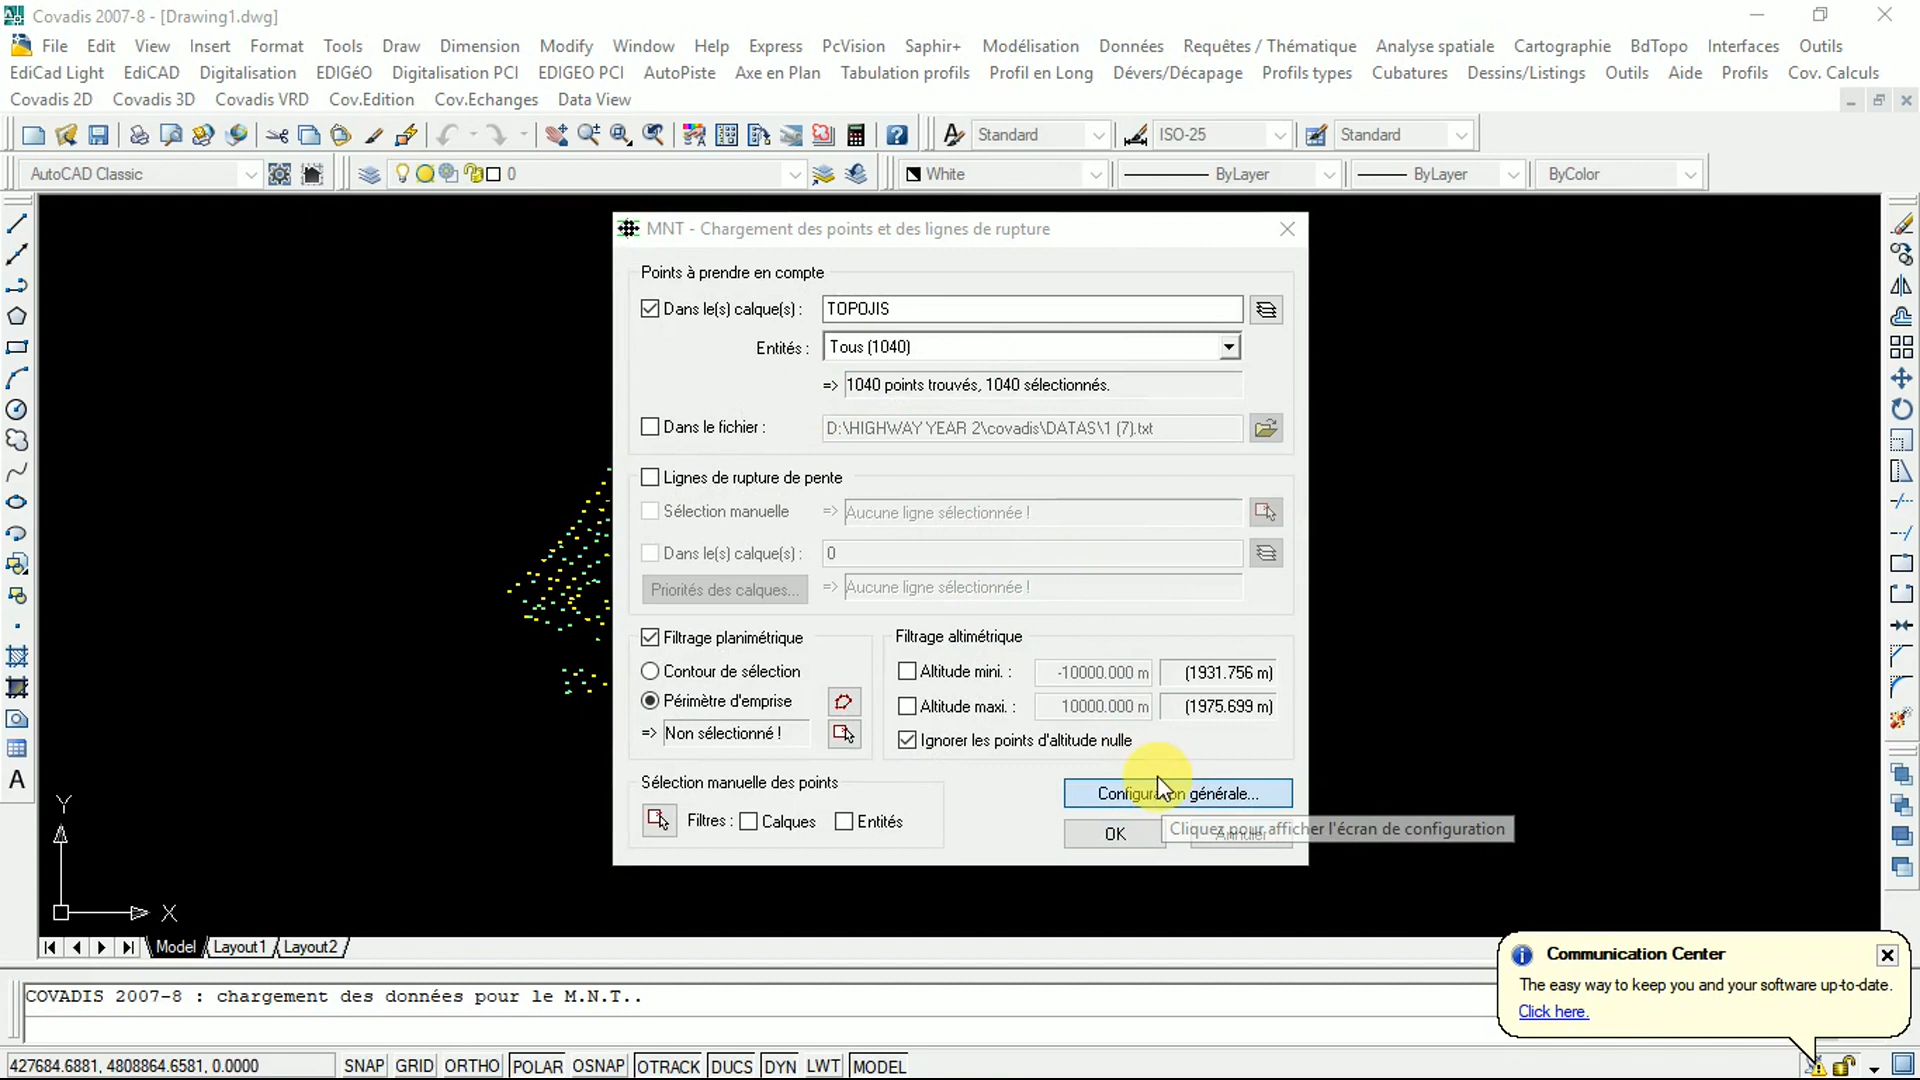 Covadis 2007-8 - [Drawing1.dwg]
File Edit View Insert Format Tools Draw Dimension Modify Window Help Express PcVision Saphir+ Modélisation Données Requêtes / Thématique Analyse spatiale Cartographie BdTopo Interfaces Outils
EdiCad Light EdiCAD Digitalisation EDIGéO Digitalisation PCI EDIGEO PCI AutoPiste Axe en Plan Tabulation profils Profil en Long Dévers/Décapage Profils types Cubatures Dessins/Listings Outils Aide Profils Cov. Calculs
Covadis 2D Covadis 3D Covadis VRD Cov.Edition Cov.Echanges Data View
Standard ISO-25 Standard
AutoCAD Classic 0 White ByLayer ByLayer ByColor
MNT - Chargement des points et des lignes de rupture
Points à prendre en compte
Dans le(s) calque(s) : TOPOJIS
Entités : Tous (1040)
=> 1040 points trouvés, 1040 sélectionnés.
Dans le fichier : D:\HIGHWAY YEAR 2\covadis\DATAS\1 (7).txt
Lignes de rupture de pente
Sélection manuelle => Aucune ligne sélectionnée !
Dans le(s) calque(s) : 0
Priorités des calques... => Aucune ligne sélectionnée !
Filtrage planimétrique
Contour de sélection
Périmètre d'emprise
=> Non sélectionné !
Filtrage altimétrique
Altitude mini. : -10000.000 m (1931.756 m)
Altitude maxi. : 10000.000 m (1975.699 m)
Ignorer les points d'altitude nulle
Sélection manuelle des points
Filtres : Calques Entités
Configuration générale...
OK Annuler
Cliquez pour afficher l'écran de configuration
Y
X
Model Layout1 Layout2
Communication Center
The easy way to keep you and your software up-to-date.
Click here.
COVADIS 2007-8 : chargement des données pour le M.N.T..
427684.6881, 4808864.6581, 0.0000 SNAP GRID ORTHO POLAR OSNAP OTRACK DUCS DYN LWT MODEL